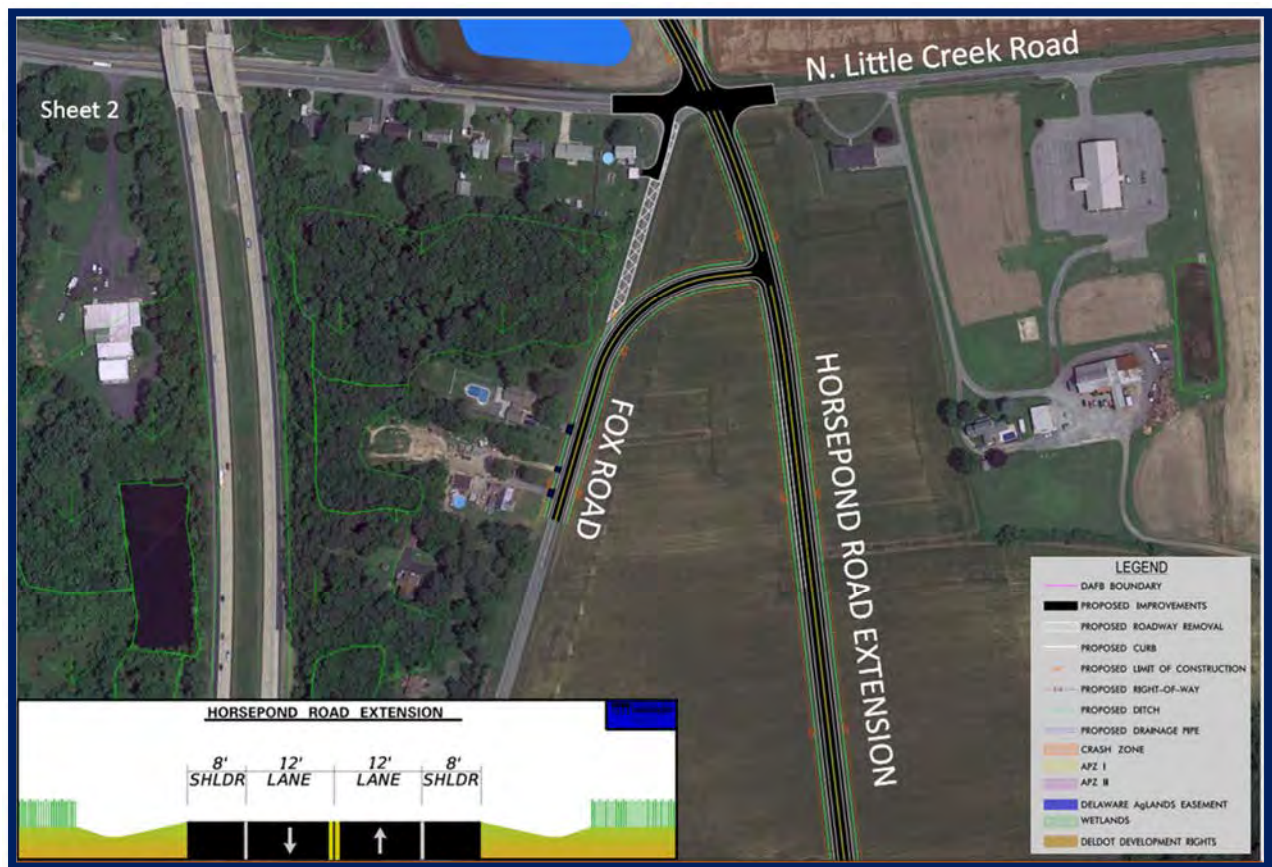 N. Little Creek Road
Sheet 2
FOX ROAD
HORSEPOND ROAD EXTENSION
LEGEND
DAFB BOUNDARY
PROPOSED IMPROVEMENTS
PROPOSED ROADWAY REMOVAL
PROPOSED CURB
PROPOSED LIMIT OF CONSTRUCTION
PROPOSED RIGHT-OF-WAY
PROPOSED DITCH
PROPOSED DRAINAGE PIPE
CRASH ZONE
APZ I
APZ II
DELAWARE AgLANDS EASEMENT
WETLANDS
DELDOT DEVELOPMENT RIGHTS
HORSEPOND ROAD EXTENSION
8' 12' 12' 8'
SHLDR LANE LANE SHLDR